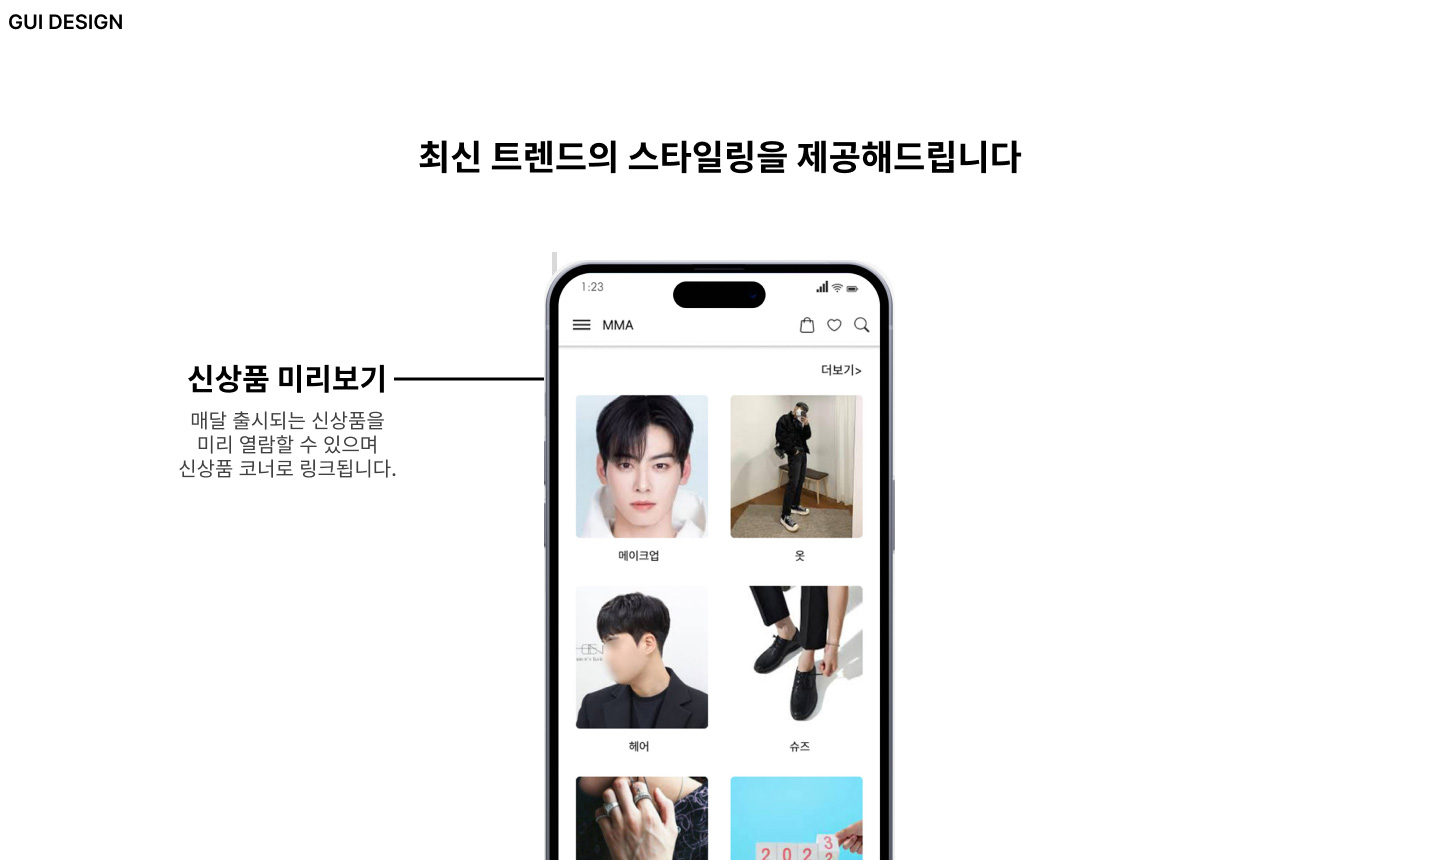 GUI DESIGN
최신 트렌드의 스타일링을 제공해드립니다
1:23
MMA
더보기>
신상품 미리보기
매달 출시되는 신상품을
미리 열람할 수 있으며
신상품 코너로 링크됩니다.
메이크업
옷
헤어
슈즈
2 0 2 3